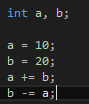 int a, b;
a = 10;
b = 20;
a += b;
b -= a;